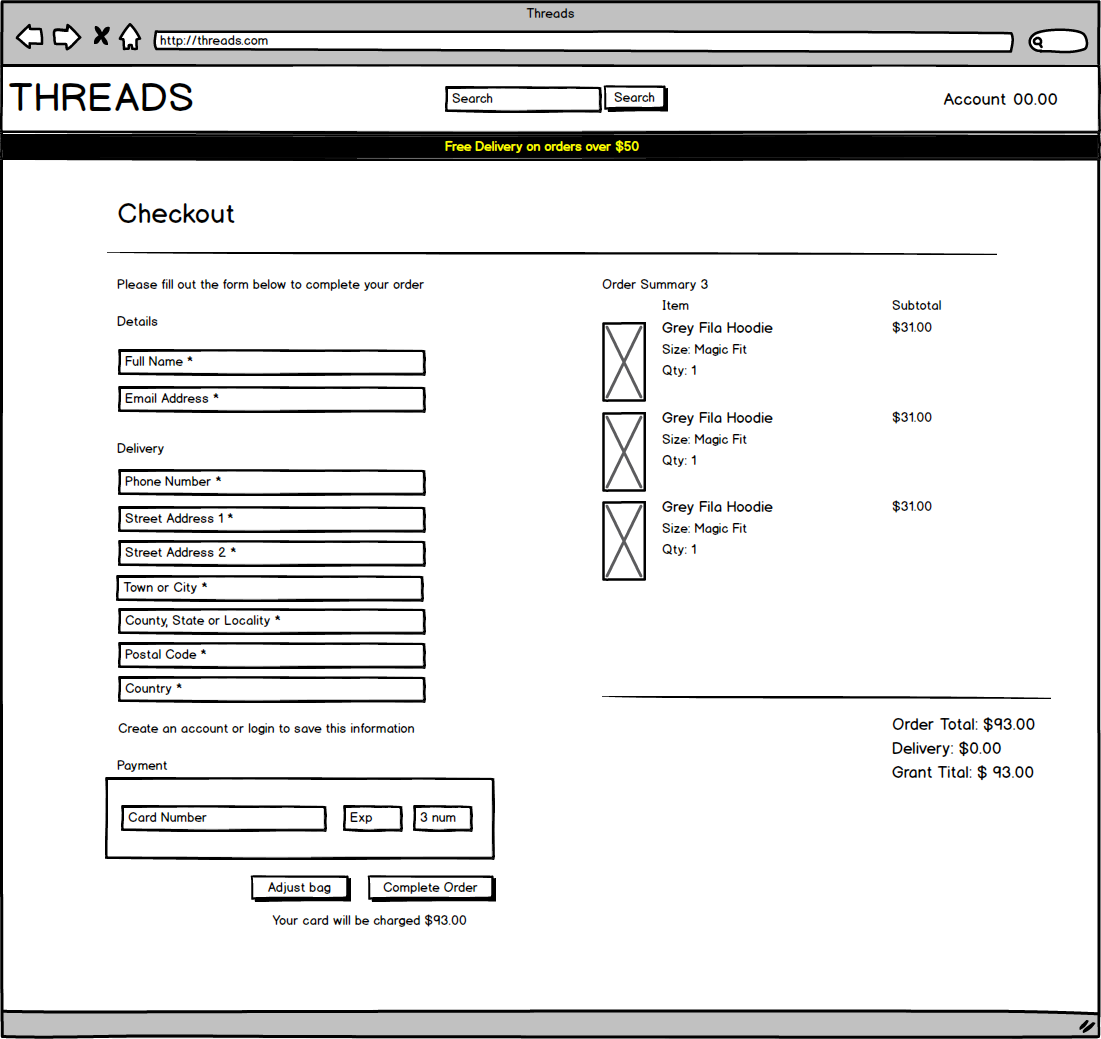 Threads
http://threads.com
THREADS
Search
Search
Account 00.00
Free Delivery on orders over $50
Checkout
Please fill out the form below to complete your order
Details
Full Name *
Email Address *
Delivery
Phone Number *
Street Address 1 *
Street Address 2 *
Town or City *
County, State or Locality *
Postal Code *
Country *
Create an account or login to save this information
Payment
Card Number
Exp
3 num
Adjust bag
Complete Order
Your card will be charged $93.00
Order Summary 3
Item
Subtotal
Grey Fila Hoodie
$31.00
Size: Magic Fit
Qty: 1
Grey Fila Hoodie
$31.00
Size: Magic Fit
Qty: 1
Grey Fila Hoodie
$31.00
Size: Magic Fit
Qty: 1
Order Total: $93.00
Delivery: $0.00
Grant Tital: $ 93.00